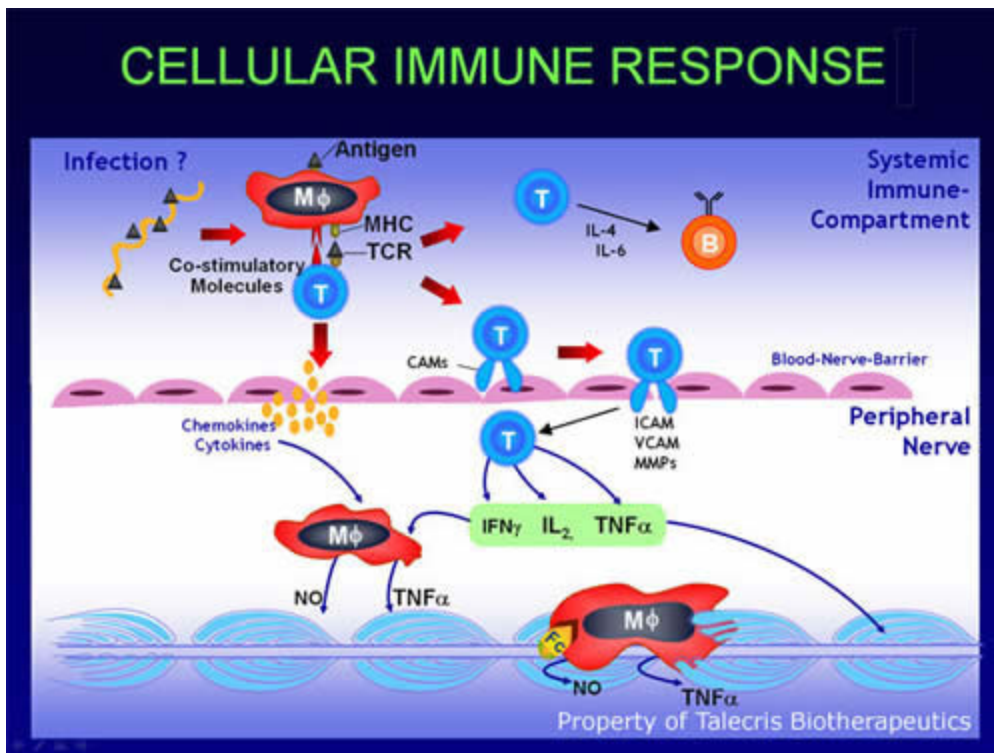 CELLULAR IMMUNE RESPONSE
Infection ?
Antigen
Mϕ
MHC
TCR
Co-stimulatory
Molecules
T
T
IL-4
IL-6
B
Systemic
Immune-
Compartment
T
CAMs
T
Blood-Nerve-Barrier
Chemokines
Cytokines
T
ICAM
VCAM
MMPs
Peripheral
Nerve
IFNγ IL2, TNFα
Mϕ
NO
TNFα
Mϕ
Fc
NO
TNFα
Property of Talecris Biotherapeutics